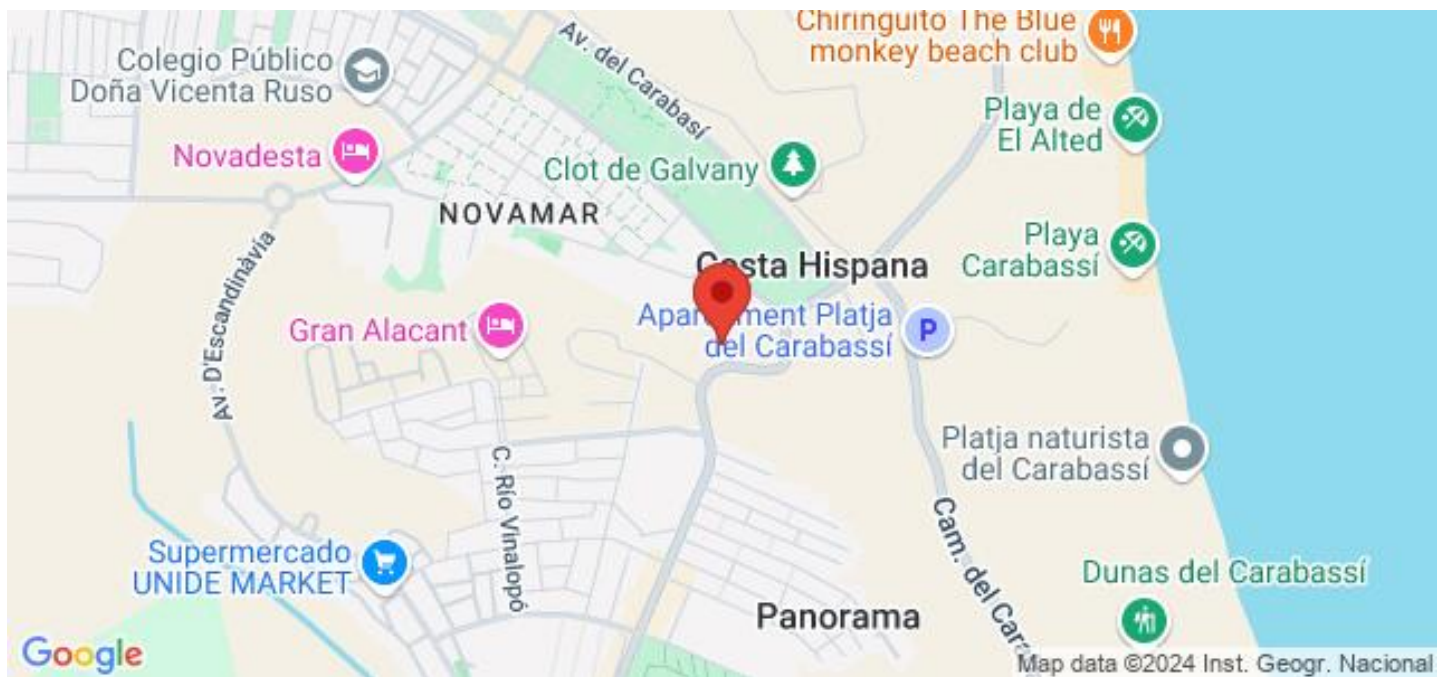 Chiringuito The Blue
monkey beach club
Av. del Carabasí
Colegio Público
Doña Vicenta Ruso
Playa de
El Alted
Novadesta
Clot de Galvany
NOVAMAR
Playa
Carabassí
Costa Hispana
Av. D'Escandinàvia
Gran Alacant
Apartment Platja
del Carabassí
P
Platja naturista
del Carabassí
C. Río Vinalopó
Cam. del Cara
Supermercado
UNIDE MARKET
Dunas del Carabassí
Panorama
Google
Map data ©2024 Inst. Geogr. Nacional